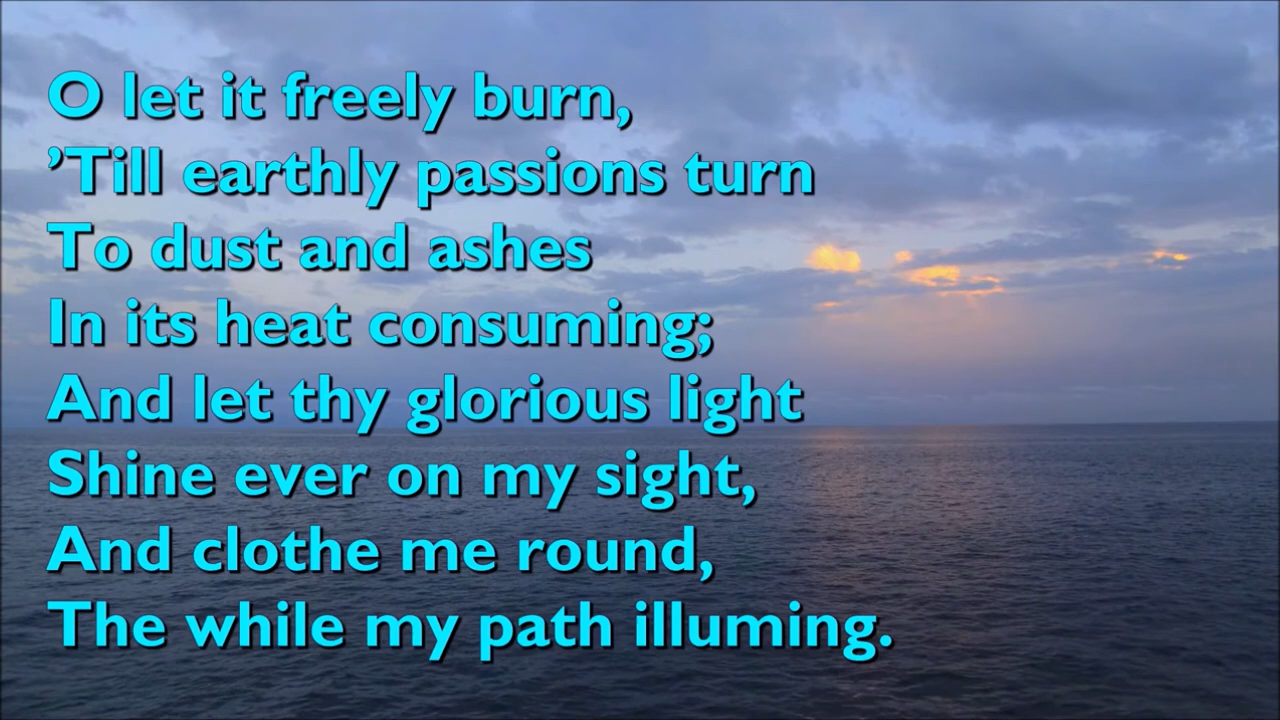 O let it freely burn,
’Till earthly passions turn
To dust and ashes
In its heat consuming;
And let thy glorious light
Shine ever on my sight,
And clothe me round,
The while my path illuming.